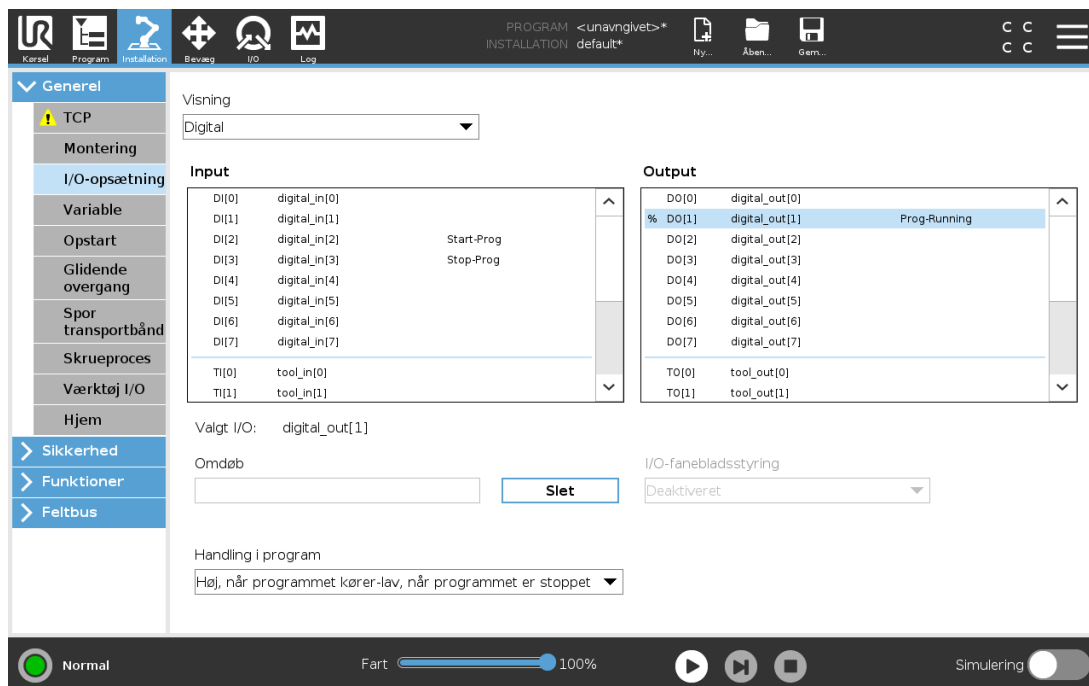 UR
PROGRAM <unavngivet>*
INSTALLATION default*
C C
C C
Kørsel Program Installation Bevæg I/O Log Ny... Åben... Gem...
Generel
TCP
Montering
I/O-opsætning
Variable
Opstart
Glidende
overgang
Spor
transportbånd
Skrueproces
Værktøj I/O
Hjem
Sikkerhed
Funktioner
Feltbus
Visning
Digital
Input
DI[0] digital_in[0]
DI[1] digital_in[1]
DI[2] digital_in[2] Start-Prog
DI[3] digital_in[3] Stop-Prog
DI[4] digital_in[4]
DI[5] digital_in[5]
DI[6] digital_in[6]
DI[7] digital_in[7]
TI[0] tool_in[0]
TI[1] tool_in[1]
Output
DO[0] digital_out[0]
% DO[1] digital_out[1] Prog-Running
DO[2] digital_out[2]
DO[3] digital_out[3]
DO[4] digital_out[4]
DO[5] digital_out[5]
DO[6] digital_out[6]
DO[7] digital_out[7]
TO[0] tool_out[0]
TO[1] tool_out[1]
Valgt I/O: digital_out[1]
Omdøb
Slet
I/O-fanebladsstyring
Deaktiveret
Handling i program
Høj, når programmet kører-lav, når programmet er stoppet
Normal
Fart 100%
Simulering